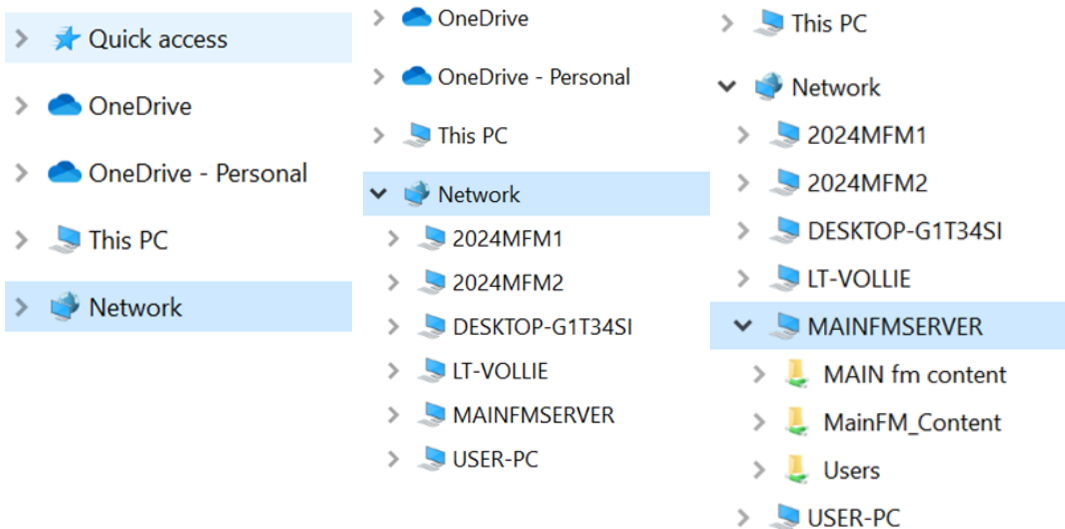 Quick access
OneDrive
OneDrive - Personal
This PC
Network
OneDrive
OneDrive - Personal
This PC
Network
2024MFM1
2024MFM2
DESKTOP-G1T34SI
LT-VOLLIE
MAINFMSERVER
USER-PC
This PC
Network
2024MFM1
2024MFM2
DESKTOP-G1T34SI
LT-VOLLIE
MAINFMSERVER
MAIN fm content
MainFM_Content
Users
USER-PC